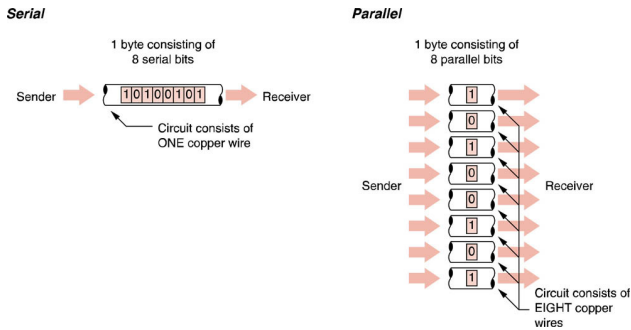 Serial
1 byte consisting of
8 serial bits
Sender
10100101
Receiver
Circuit consists of
ONE copper wire
Parallel
1 byte consisting of
8 parallel bits
1
0
1
0
0
1
0
1
Sender
Receiver
Circuit consists of
EIGHT copper
wires